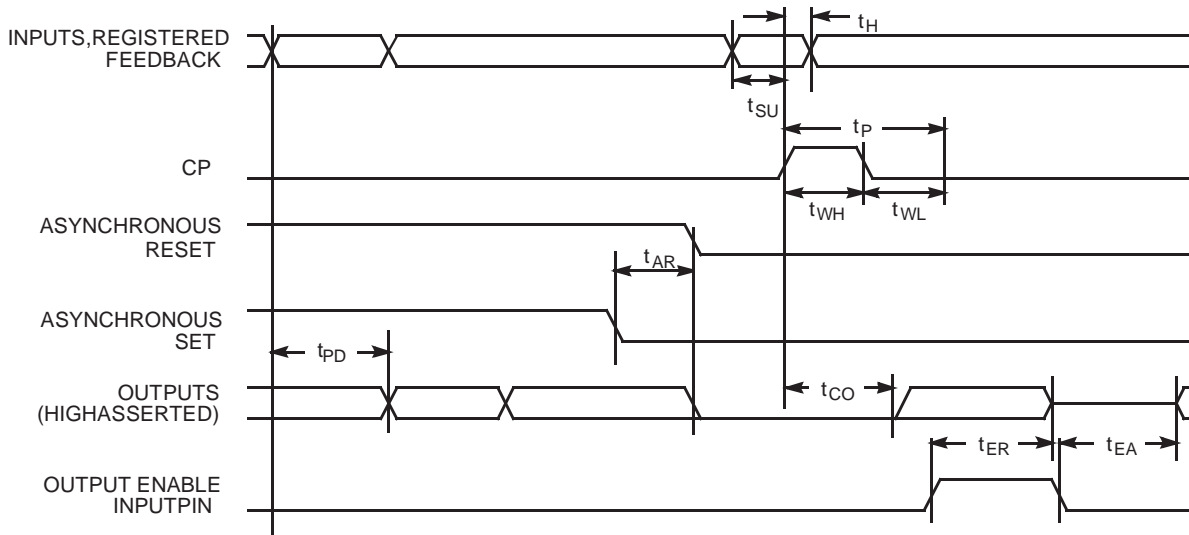 INPUTS,REGISTERED
FEEDBACK
tH
tSU
tP
CP
tWH
tWL
ASYNCHRONOUS
RESET
tAR
ASYNCHRONOUS
SET
tPD
OUTPUTS
(HIGHASSERTED)
tCO
tER
tEA
OUTPUT ENABLE
INPUTPIN